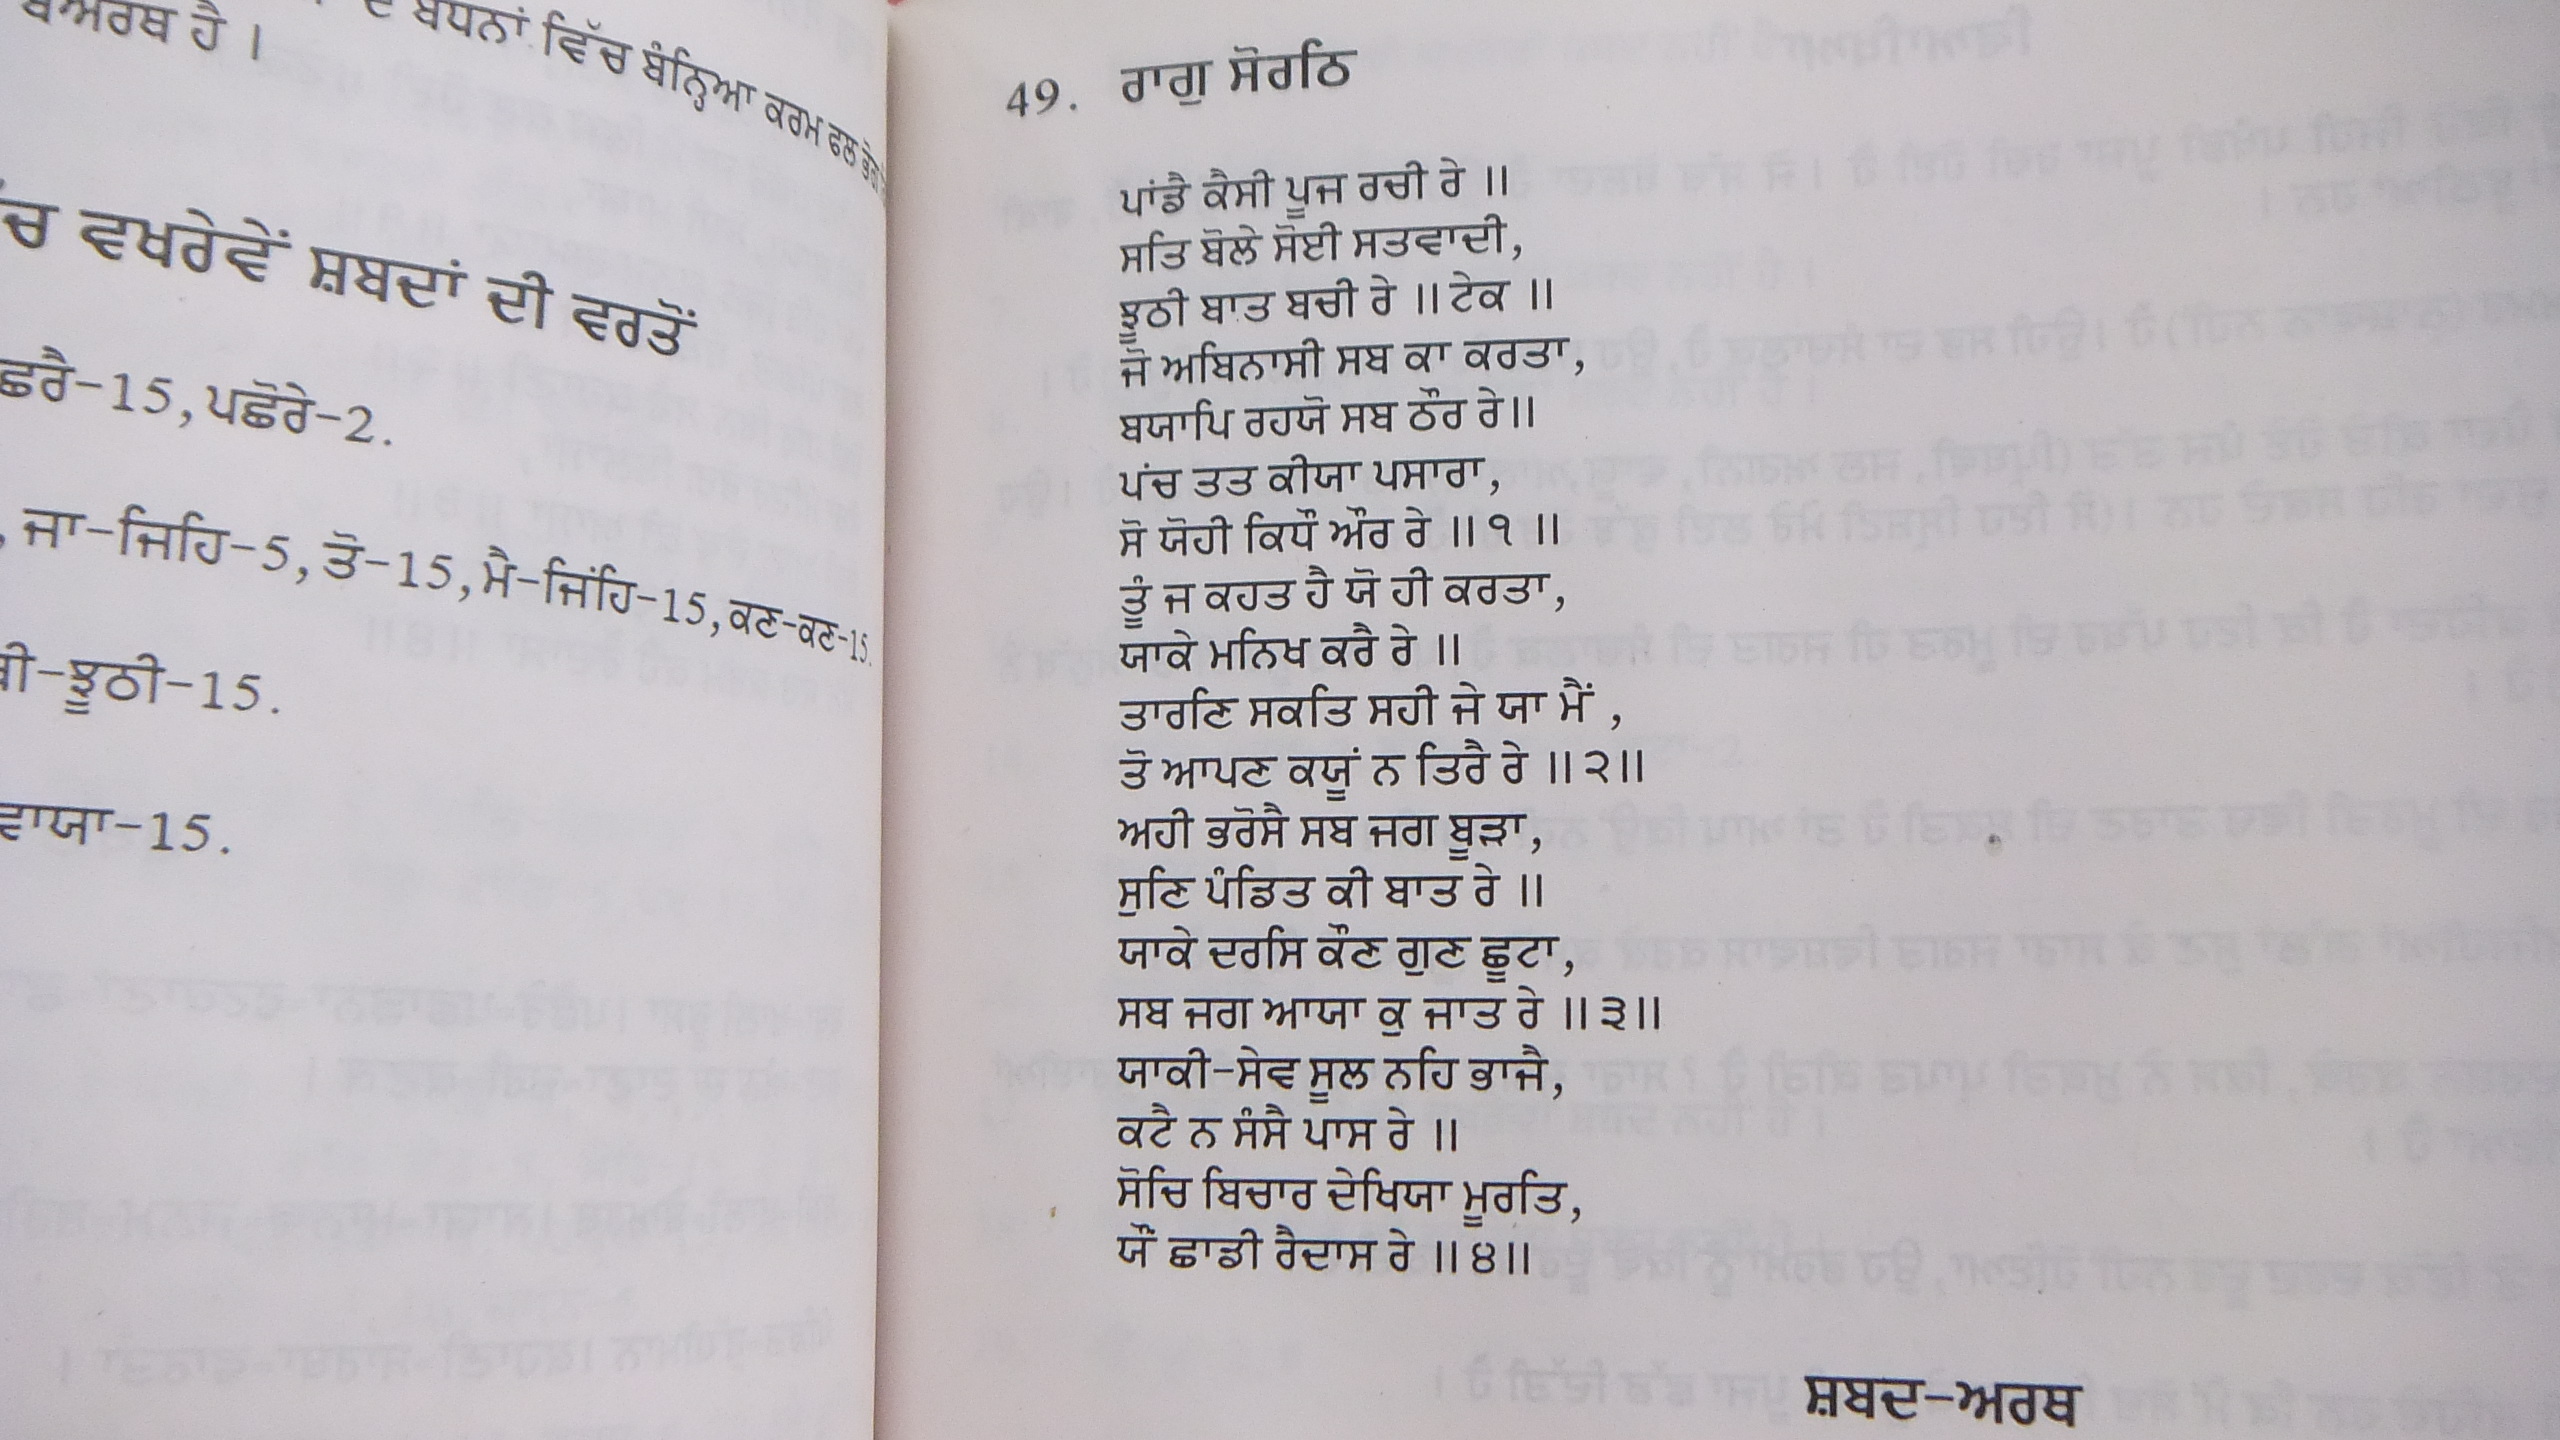 ਬੰਧਨਾਂ ਵਿੱਚ ਬੰਨ੍ਹਿਆ ਕਰਮ ਫਲ
ਹੈ ।
ਵਖਰੇਵੇਂ ਸ਼ਬਦਾਂ ਦੀ ਵਰਤੋਂ
ਛਰੈ-15, ਪਛੋਰੇ-2.
, ਜਾ-ਜਿਹਿ-5, ਤੋ-15, ਮੈ-ਜਿਂਹਿ-15, ਕਣ-ਕਣ-15.
ਝੂਠੀ-15.
ਵਾਯਾ-15.
49. ਰਾਗੁ ਸੋਰਠਿ
ਪਾਂਡੈ ਕੈਸੀ ਪੂਜ ਰਚੀ ਰੇ ॥
ਸਤਿ ਬੋਲੇ ਸੋਈ ਸਤਵਾਦੀ,
ਝੂਠੀ ਬਾਤ ਬਚੀ ਰੇ ॥ ਟੇਕ ॥
ਜੋ ਅਬਿਨਾਸੀ ਸਬ ਕਾ ਕਰਤਾ,
ਬਯਾਪਿ ਰਹਯੋ ਸਬ ਠੌਰ ਰੇ॥
ਪੰਚ ਤਤ ਕੀਯਾ ਪਸਾਰਾ,
ਸੋ ਯੋਹੀ ਕਿਧੌ ਔਰ ਰੇ ॥੧॥
ਤੂੰ ਜ ਕਹਤ ਹੈ ਯੋ ਹੀ ਕਰਤਾ,
ਯਾਕੇ ਮਨਿਖ ਕਰੈ ਰੇ ॥
ਤਾਰਣਿ ਸਕਤਿ ਸਹੀ ਜੇ ਯਾ ਮੈਂ ,
ਤੋ ਆਪਣ ਕਯੂੰ ਨ ਤਿਰੈ ਰੇ ॥੨॥
ਅਹੀ ਭਰੋਸੈ ਸਬ ਜਗ ਬੂੜਾ,
ਸੁਣਿ ਪੰਡਿਤ ਕੀ ਬਾਤ ਰੇ ॥
ਯਾਕੇ ਦਰਸਿ ਕੌਣ ਗੁਣ ਛੂਟਾ,
ਸਬ ਜਗ ਆਯਾ ਕੁ ਜਾਤ ਰੇ ॥੩॥
ਯਾਕੀ-ਸੇਵ ਸੂਲ ਨਹਿ ਭਾਜੈ,
ਕਟੈ ਨ ਸੰਸੈ ਪਾਸ ਰੇ ॥
ਸੋਚਿ ਬਿਚਾਰ ਦੇਖਿਯਾ ਮੂਰਤਿ,
ਯੌਂ ਛਾਡੀ ਰੈਦਾਸ ਰੇ ॥੪॥
ਸ਼ਬਦ-ਅਰਥ